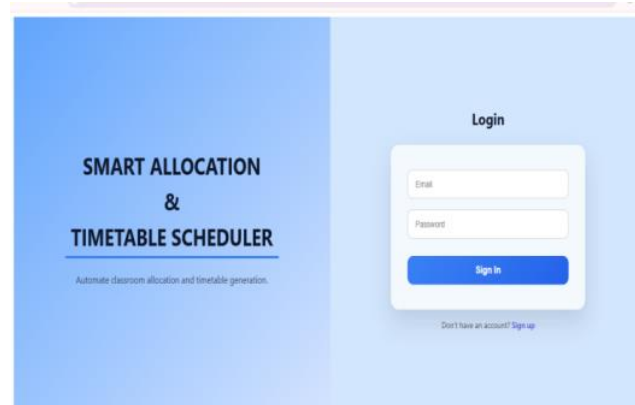 SMART ALLOCATION
&
TIMETABLE SCHEDULER
Automate classroom allocation and timetable generation.
Login
Email
Password
Sign In
Don't have an account? Sign up